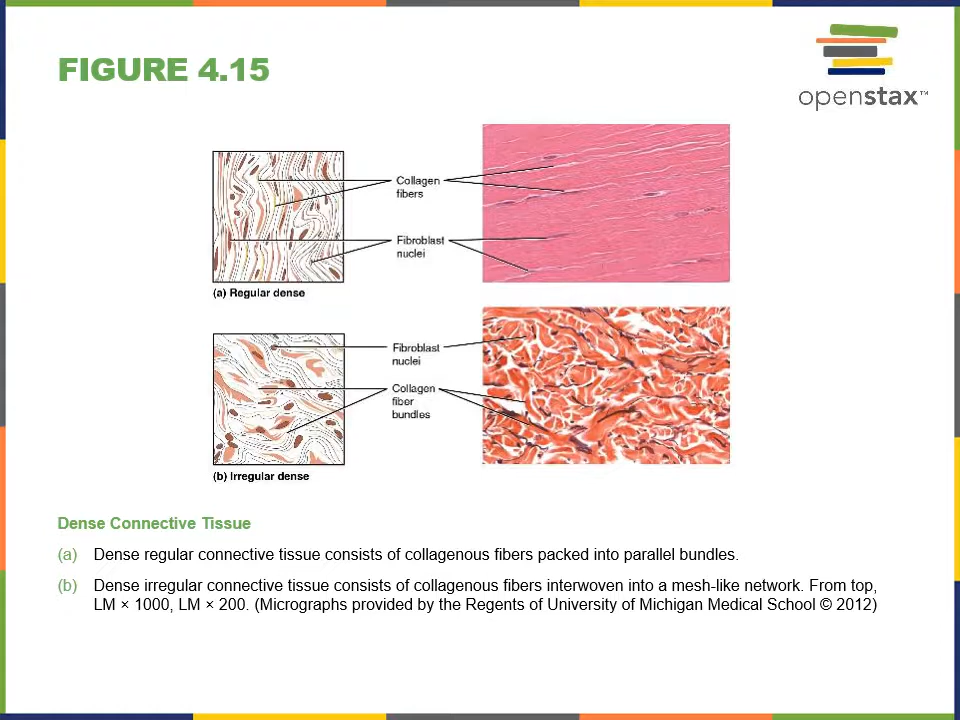 FIGURE 4.15
openstax™
Collagen
fibers
Fibroblast
nuclei
(a) Regular dense
Fibroblast
nuclei
Collagen
fiber
bundles
(b) Irregular dense
Dense Connective Tissue
(a) Dense regular connective tissue consists of collagenous fibers packed into parallel bundles.
(b) Dense irregular connective tissue consists of collagenous fibers interwoven into a mesh-like network. From top,
LM × 1000, LM × 200. (Micrographs provided by the Regents of University of Michigan Medical School © 2012)